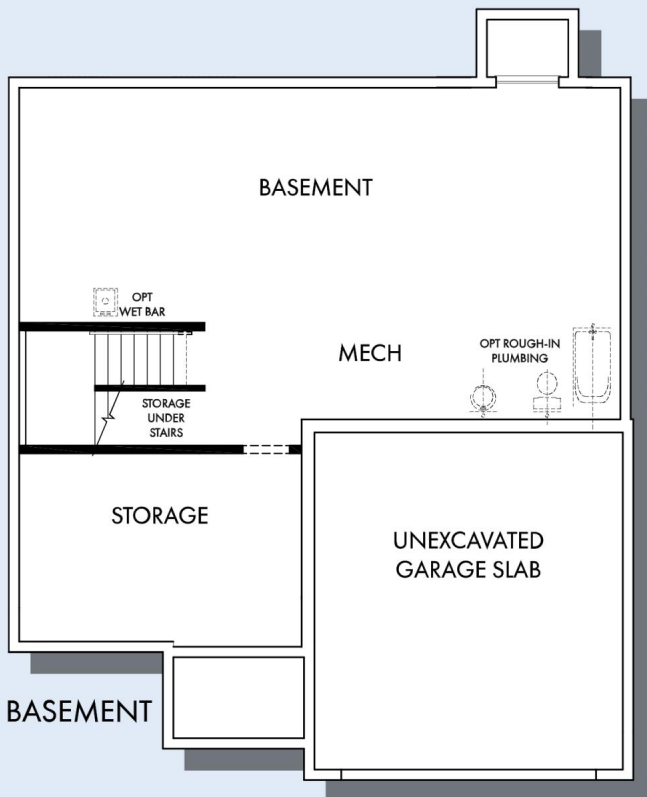 BASEMENT
OPT
WET BAR
MECH
OPT ROUGH-IN
PLUMBING
STORAGE
UNDER
STAIRS
STORAGE
UNEXCAVATED
GARAGE SLAB
BASEMENT